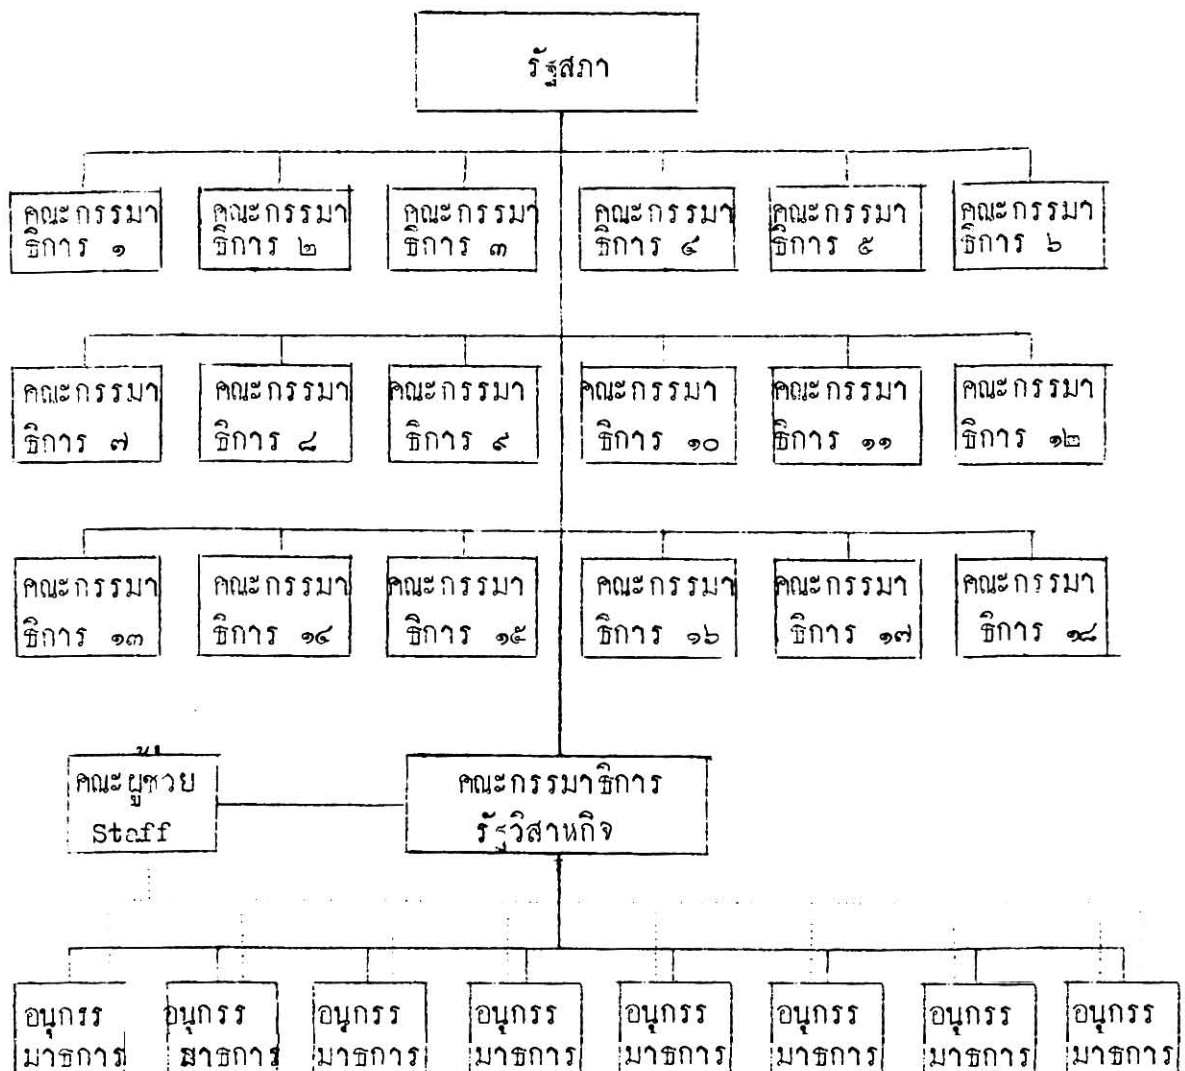 รัฐสภา
คณะกรรมา
ธิการ ๑
คณะกรรมา
ธิการ ๒
คณะกรรมา
ธิการ ๓
คณะกรรมา
ธิการ ๔
คณะกรรมา
ธิการ ๕
คณะกรรมา
ธิการ ๖
คณะกรรมา
ธิการ ๗
คณะกรรมา
ธิการ ๘
คณะกรรมา
ธิการ ๙
คณะกรรมา
ธิการ ๑๐
คณะกรรมา
ธิการ ๑๑
คณะกรรมา
ธิการ ๑๒
คณะกรรมา
ธิการ ๑๓
คณะกรรมา
ธิการ ๑๔
คณะกรรมา
ธิการ ๑๕
คณะกรรมา
ธิการ ๑๖
คณะกรรมา
ธิการ ๑๗
คณะกรรมา
ธิการ ๑๘
คณะผู้ช่วย
Staff
คณะกรรมาธิการ
รัฐวิสาหกิจ
อนุกรร
มาธการ
อนุกรร
มาธการ
อนุกรร
มาธการ
อนุกรร
มาธการ
อนุกรร
มาธการ
อนุกรร
มาธการ
อนุกรร
มาธการ
อนุกรร
มาธการ